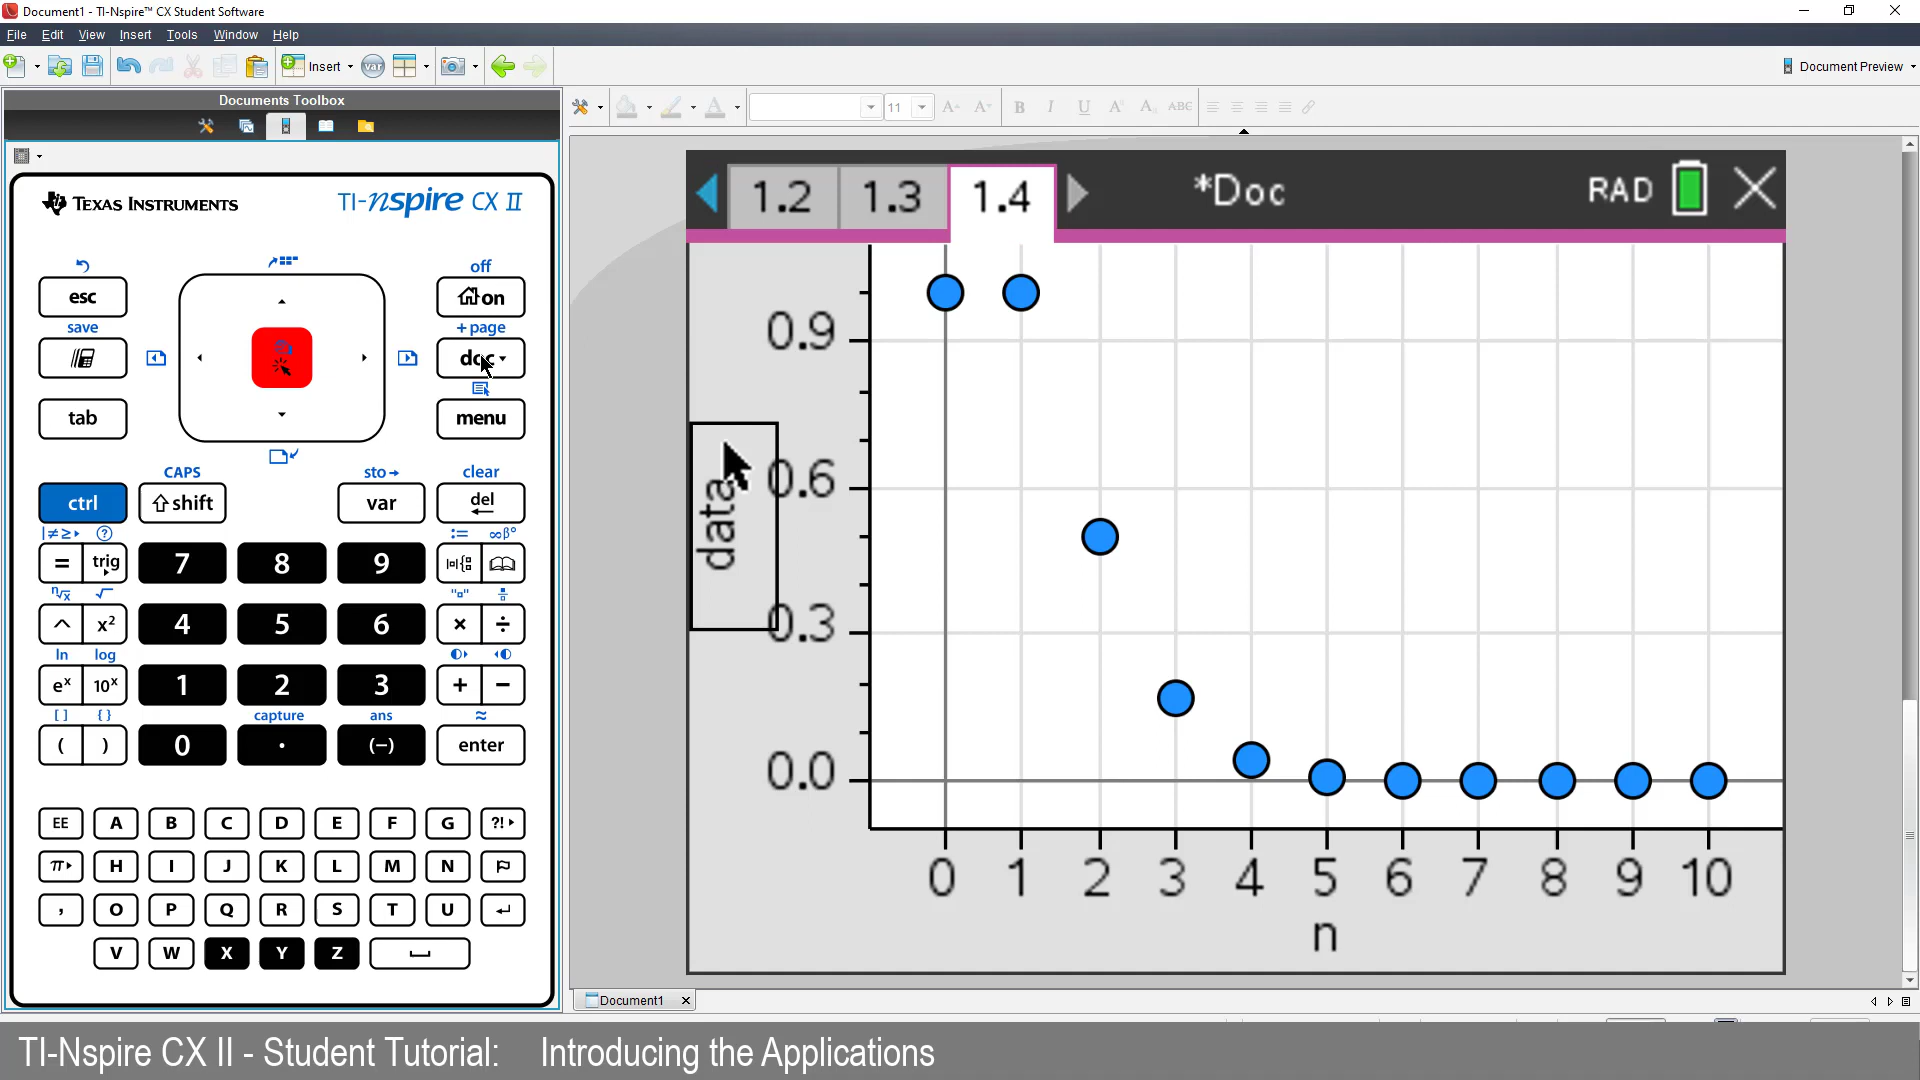 Document1 - TI-Nspire™ CX Student Software
File Edit View Insert Tools Window Help
Insert var Document Preview
Documents Toolbox
11 A A B I U A A ABC
TEXAS INSTRUMENTS TI-nspire CX II
off
esc on
save + page
doc
tab menu
CAPS sto→ clear
ctrl shift var del
|≠≥ ? := ∞β°
= trig 7 8 9
ⁿ√x √ "▫"
^ x² 4 5 6 × ÷
ln log
eˣ 10ˣ 1 2 3 + −
[ ] { } capture ans ≈
( ) 0 . (−) enter
EE A B C D E F G ?!
π H I J K L M N
, O P Q R S T U
V W X Y Z
1.2 1.3 1.4 *Doc RAD
0.9
0.6
0.3
0.0
data
0 1 2 3 4 5 6 7 8 9 10
n
Document1
TI-Nspire CX II - Student Tutorial: Introducing the Applications